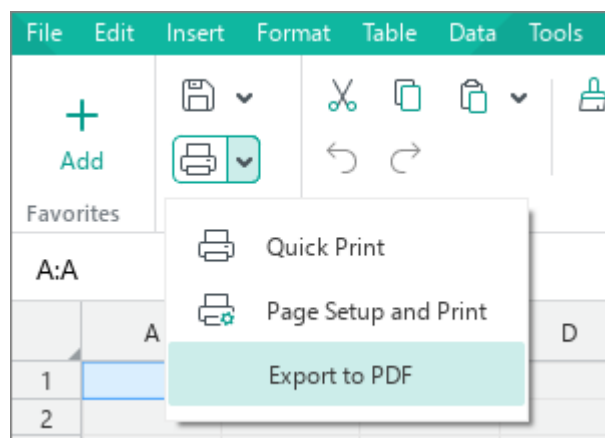 File Edit Insert Format Table Data Tools
Add
Favorites
Quick Print
A:A
Page Setup and Print
A D
Export to PDF
1
2